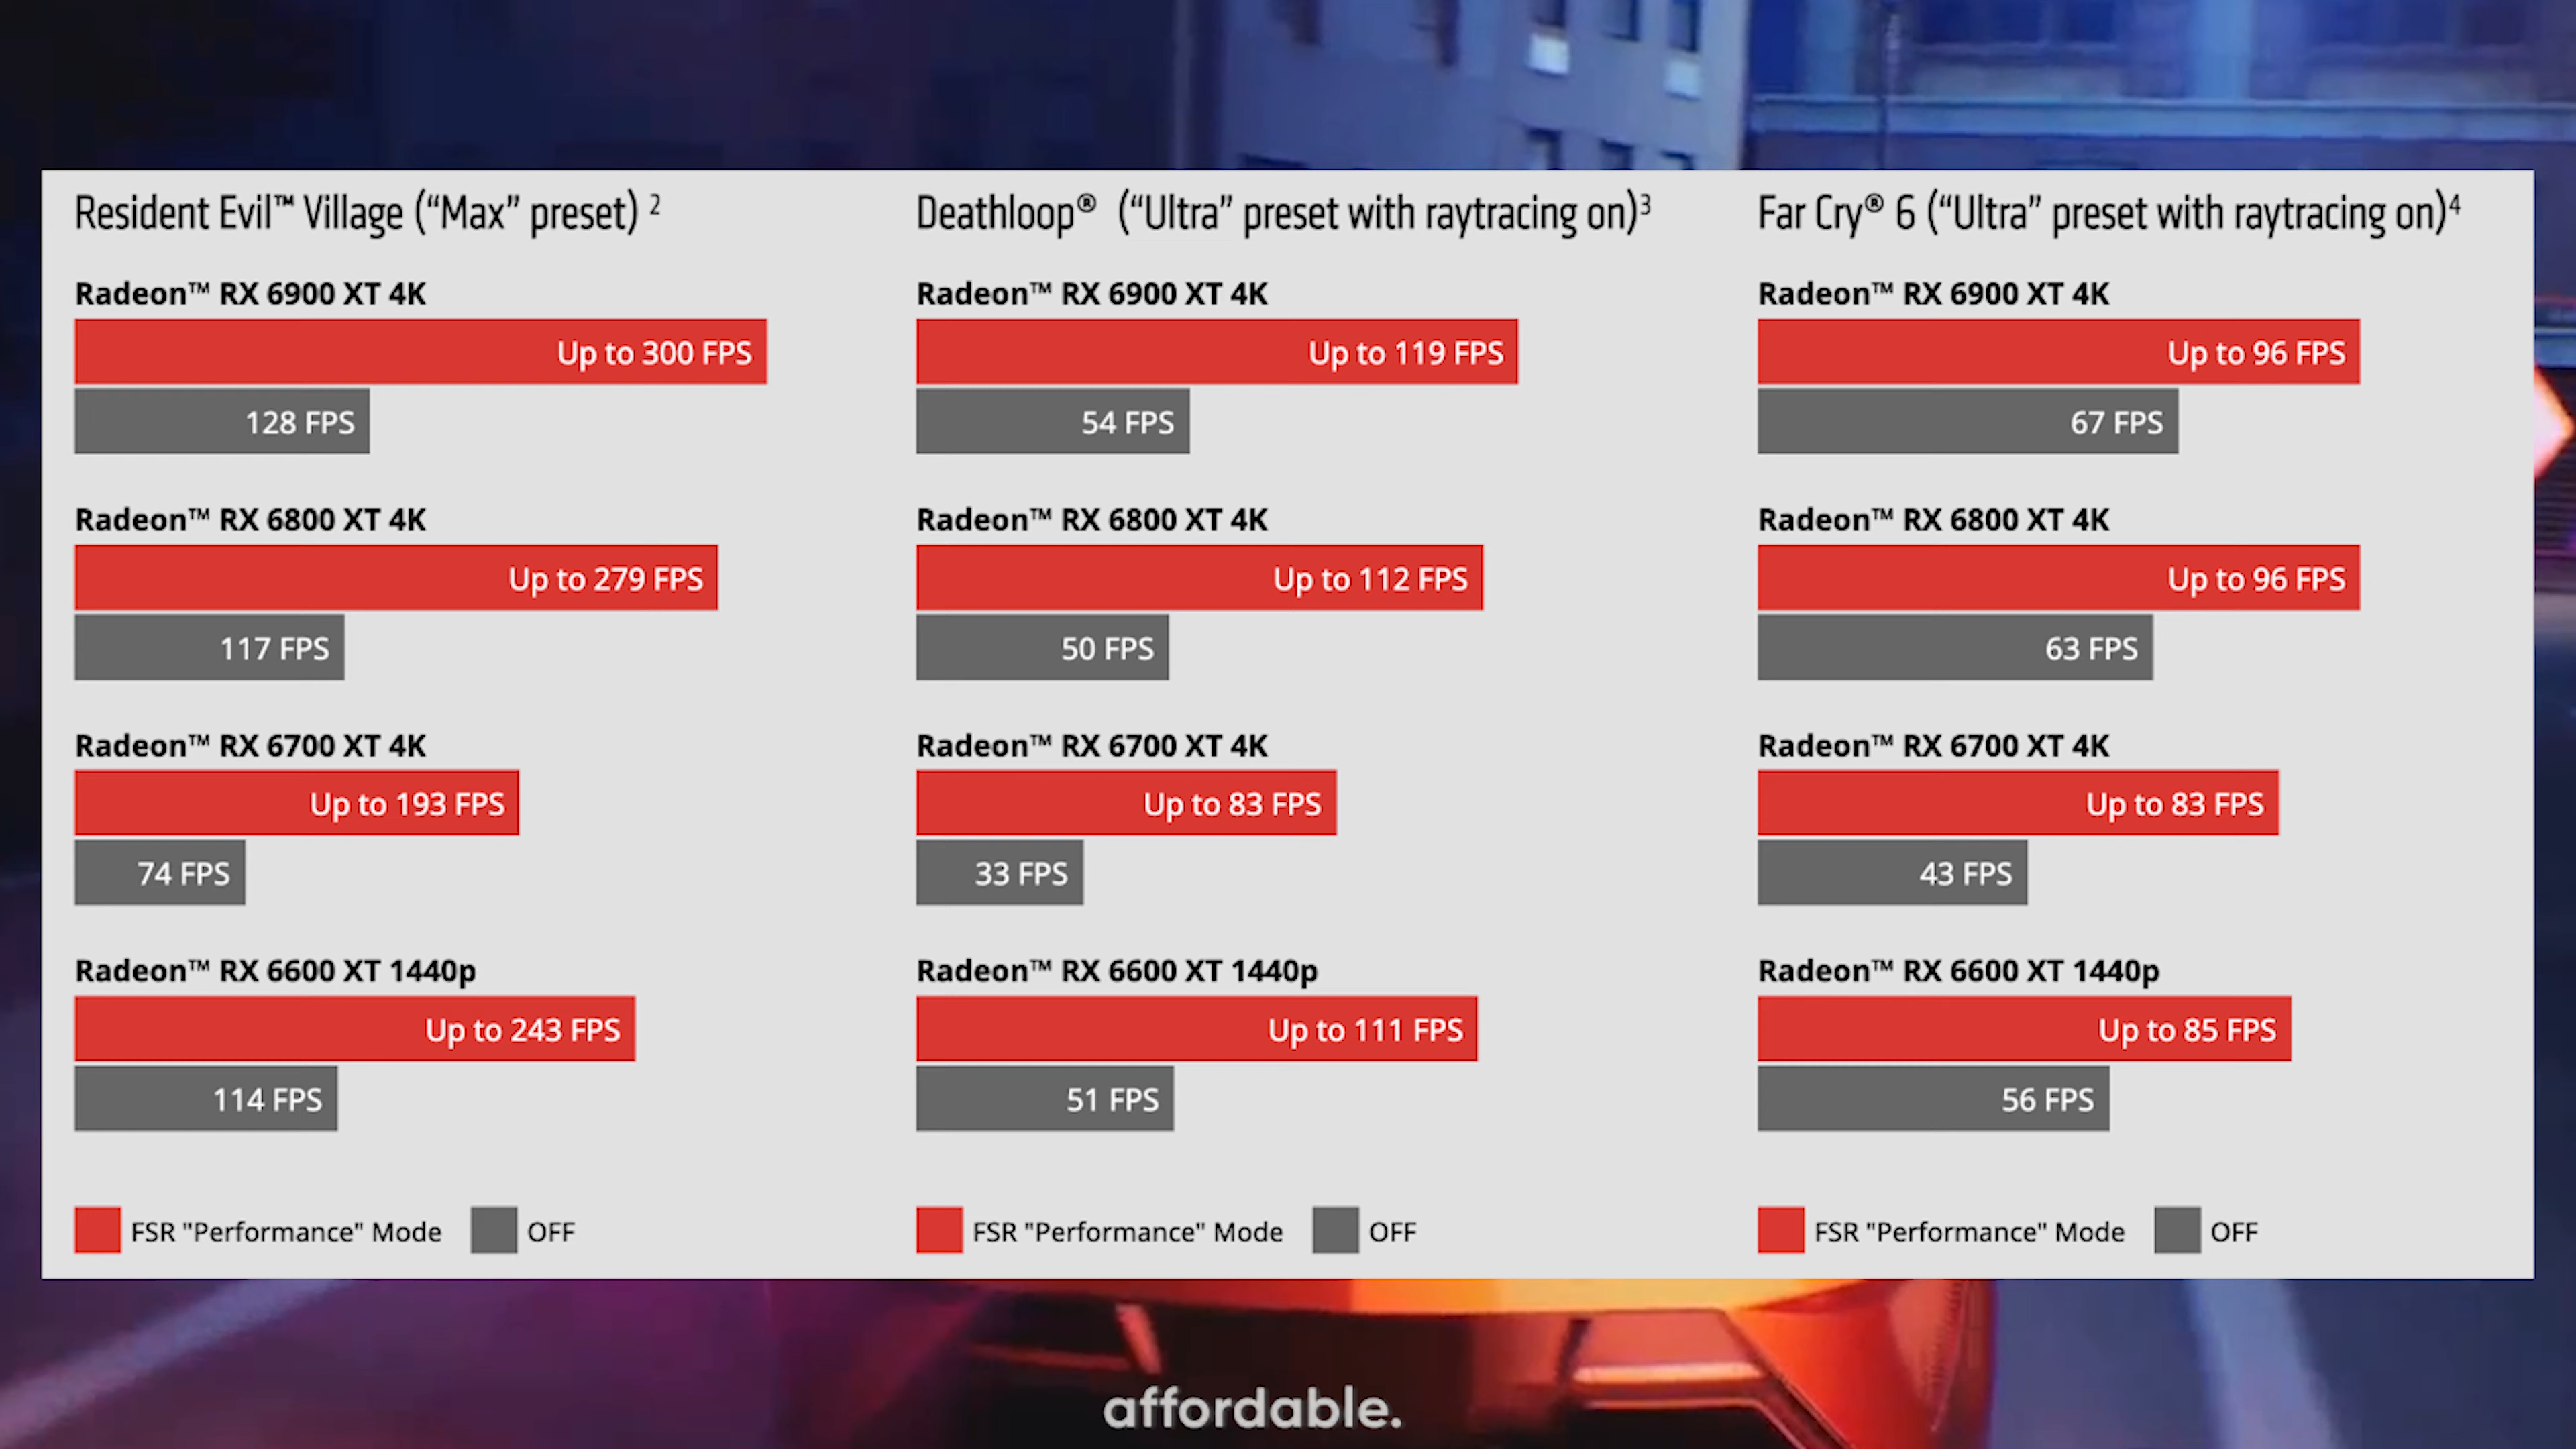 Resident Evil™ Village (“Max” preset) 2
Radeon™ RX 6900 XT 4K
Up to 300 FPS
128 FPS
Radeon™ RX 6800 XT 4K
Up to 279 FPS
117 FPS
Radeon™ RX 6700 XT 4K
Up to 193 FPS
74 FPS
Radeon™ RX 6600 XT 1440p
Up to 243 FPS
114 FPS
FSR "Performance" Mode
OFF
Deathloop® (“Ultra” preset with raytracing on)3
Radeon™ RX 6900 XT 4K
Up to 119 FPS
54 FPS
Radeon™ RX 6800 XT 4K
Up to 112 FPS
50 FPS
Radeon™ RX 6700 XT 4K
Up to 83 FPS
33 FPS
Radeon™ RX 6600 XT 1440p
Up to 111 FPS
51 FPS
FSR "Performance" Mode
OFF
Far Cry® 6 (“Ultra” preset with raytracing on)4
Radeon™ RX 6900 XT 4K
Up to 96 FPS
67 FPS
Radeon™ RX 6800 XT 4K
Up to 96 FPS
63 FPS
Radeon™ RX 6700 XT 4K
Up to 83 FPS
43 FPS
Radeon™ RX 6600 XT 1440p
Up to 85 FPS
56 FPS
FSR "Performance" Mode
OFF
affordable.